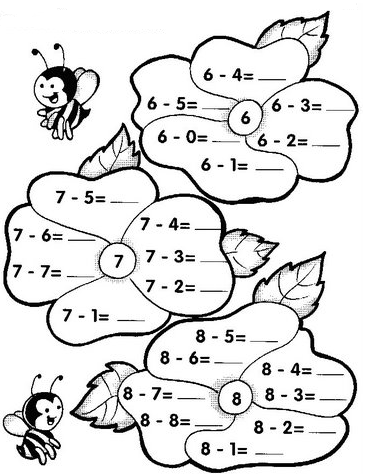 6 - 4= ___
6 - 5= ___
6 - 3= ___
6
6 - 0= ___
6 - 2= ___
6 - 1= ___
7 - 5= ___
7 - 4= ___
7 - 6= ___
7
7 - 3= ___
7 - 7= ___
7 - 2= ___
7 - 1= ___
8 - 5= ___
8 - 6= ___
8 - 4= ___
8 - 7= ___
8
8 - 3= ___
8 - 8= ___
8 - 2= ___
8 - 1= ___